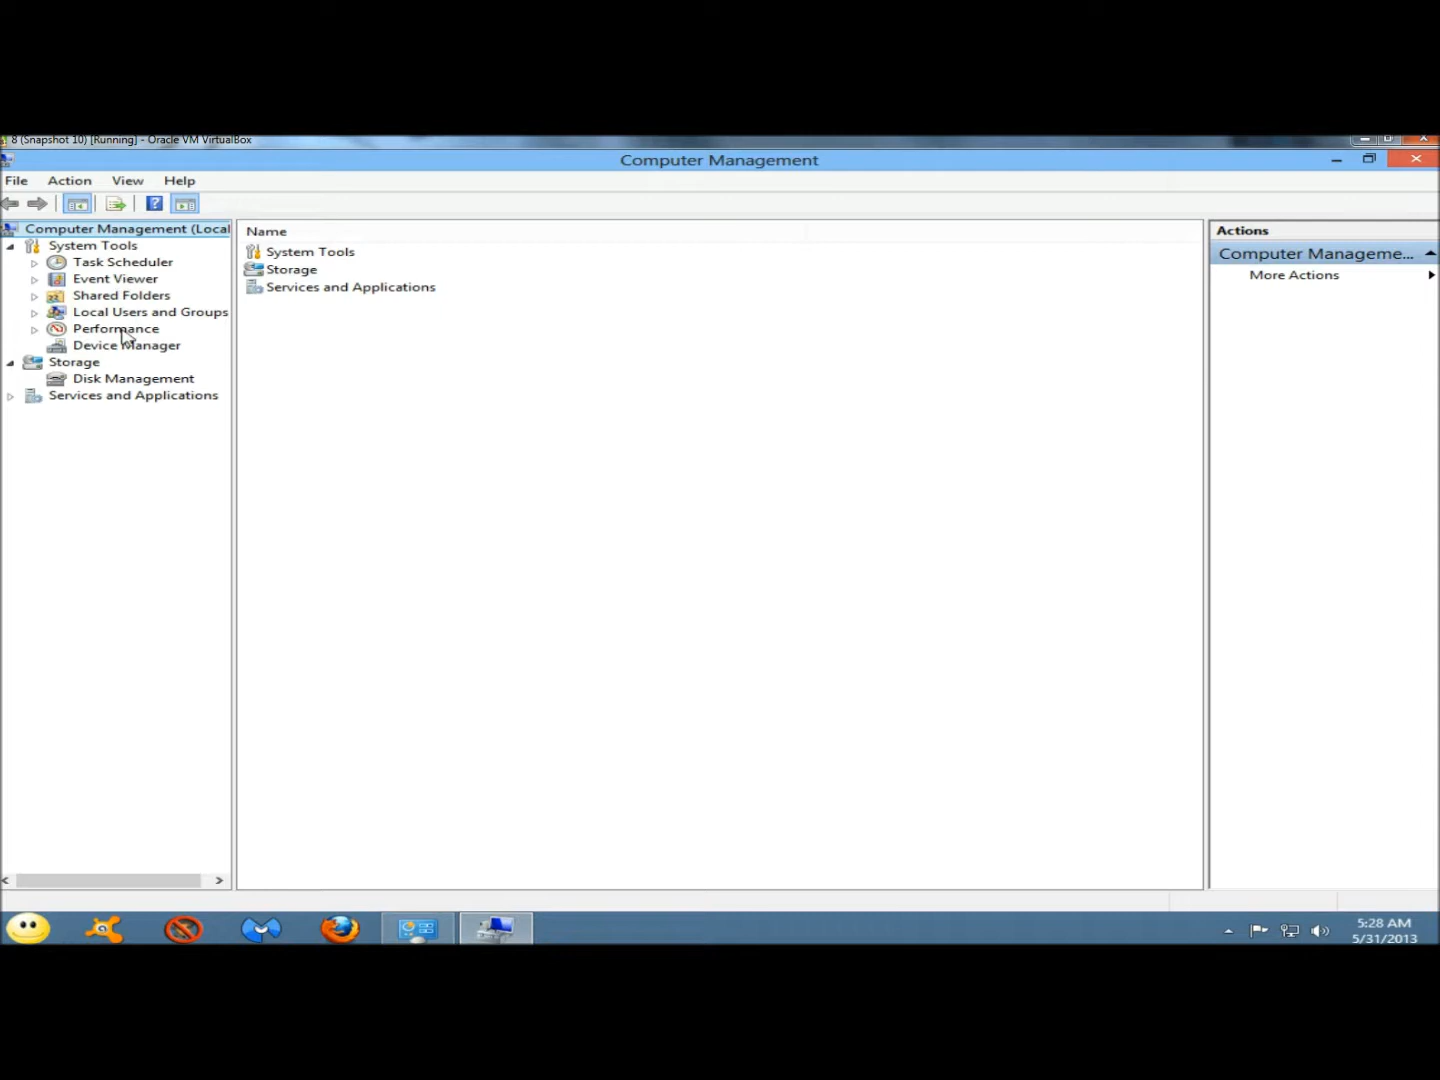 8 (Snapshot 10) [Running] - Oracle VM VirtualBox
Computer Management
File Action View Help
Computer Management (Local
System Tools
Task Scheduler
Event Viewer
Shared Folders
Local Users and Groups
Performance
Device Manager
Storage
Disk Management
Services and Applications
Name
System Tools
Storage
Services and Applications
Actions
Computer Manageme...
More Actions
5:28 AM
5/31/2013